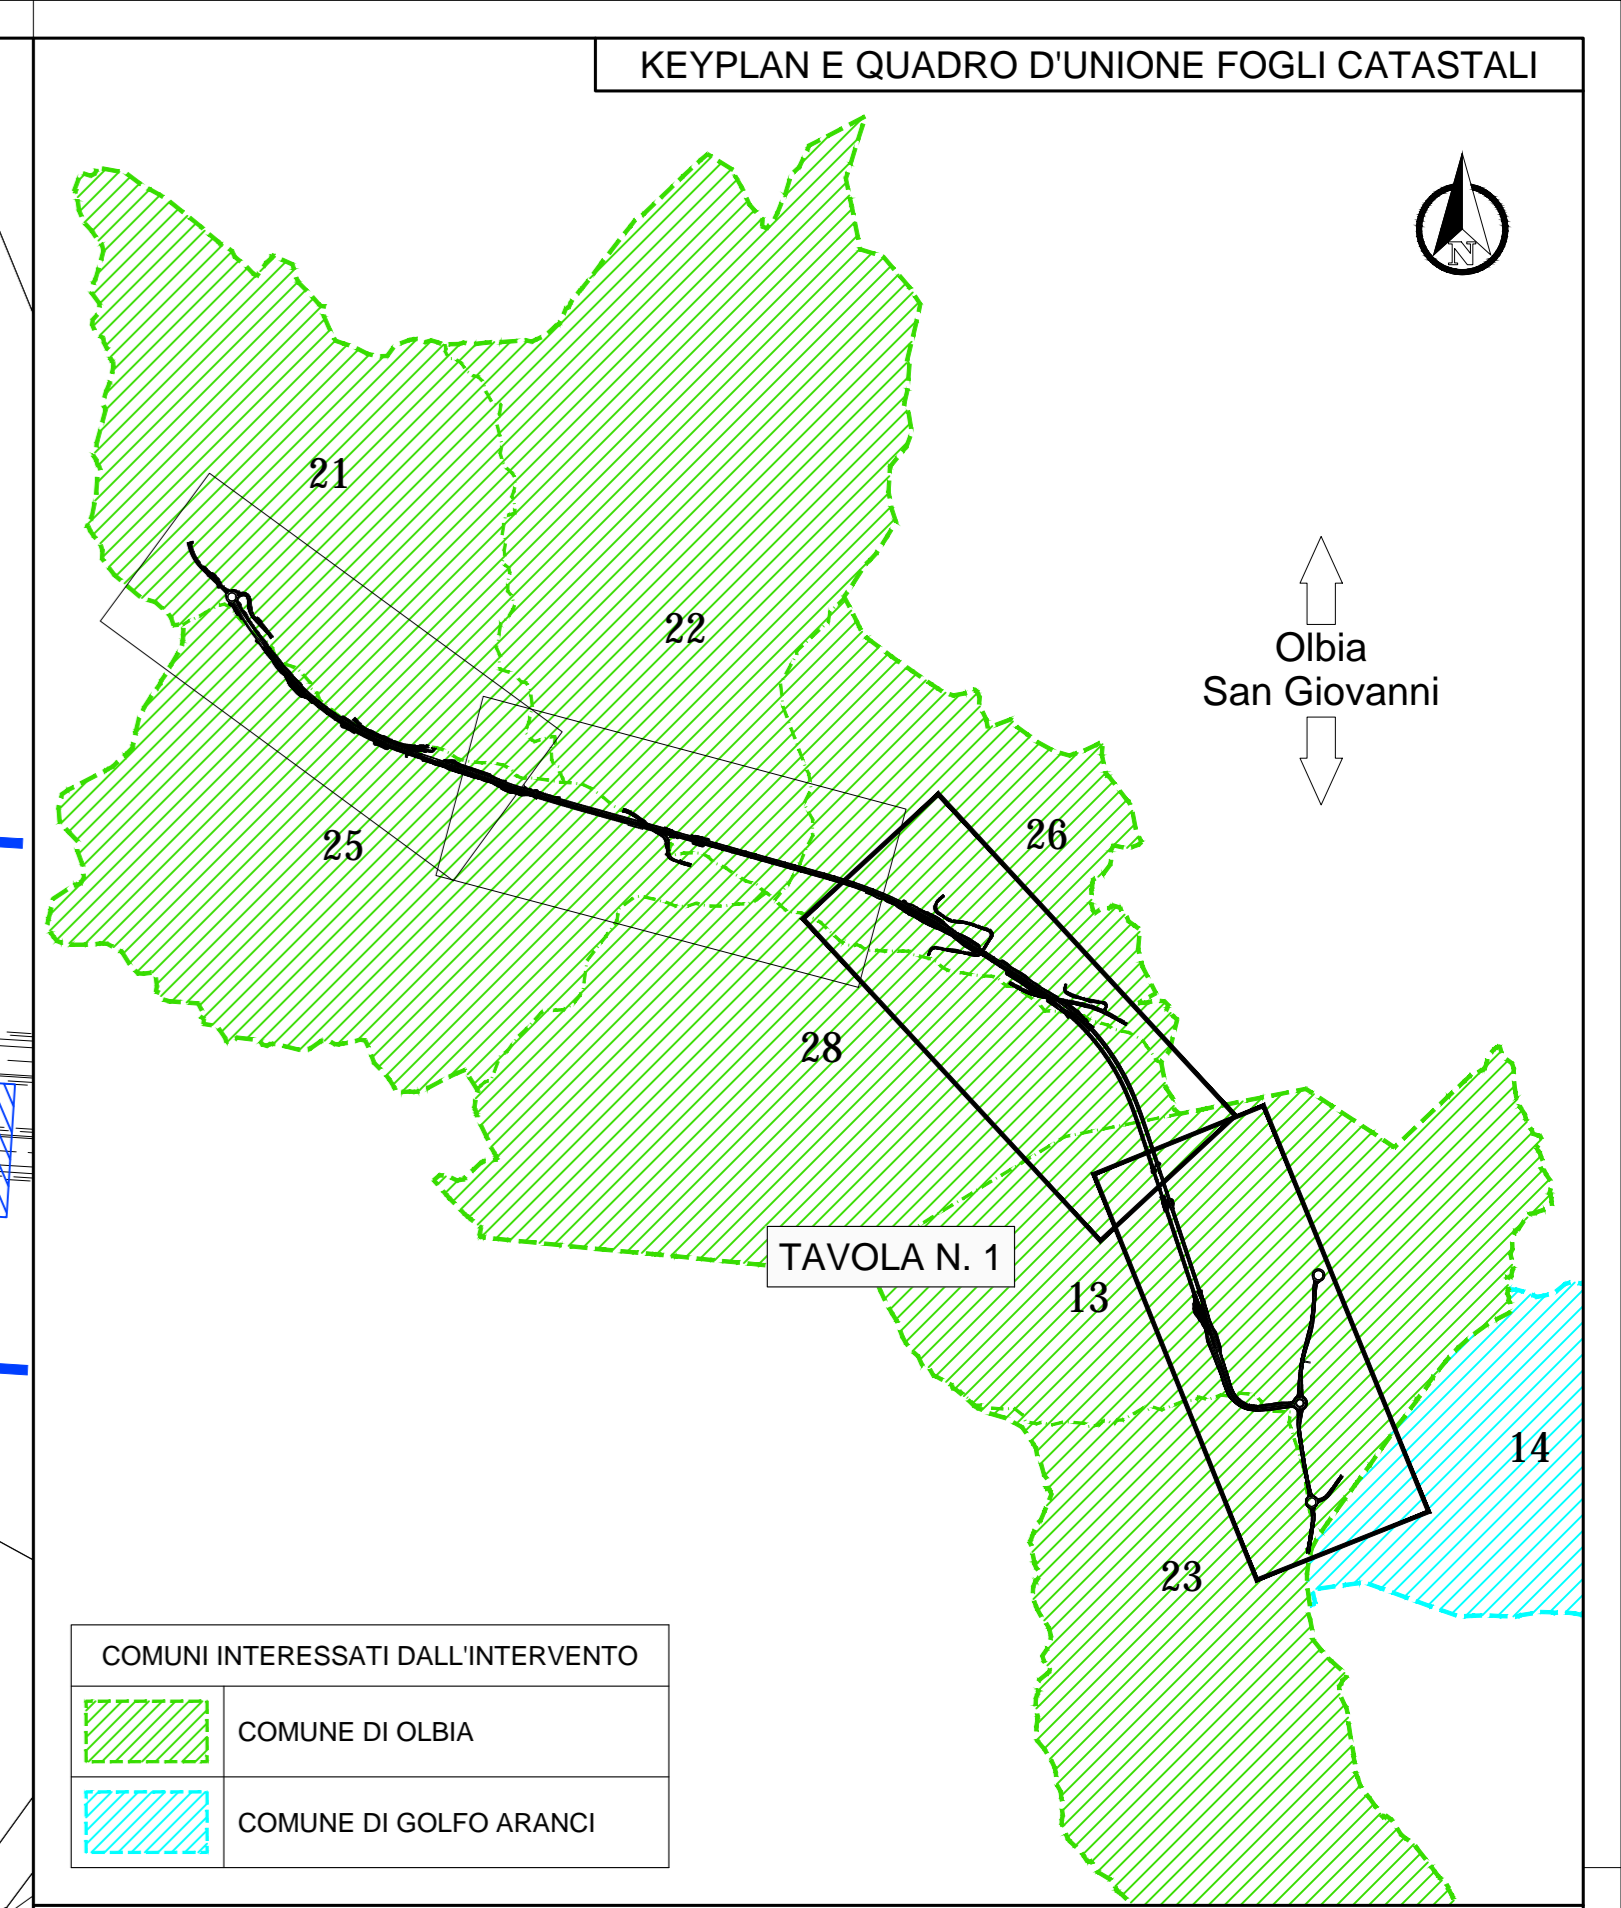 KEYPLAN E QUADRO D'UNIONE FOGLI CATASTALI
N
21
22
Olbia
San Giovanni
25
26
28
TAVOLA N. 1
13
14
23
COMUNI INTERESSATI DALL'INTERVENTO
COMUNE DI OLBIA
COMUNE DI GOLFO ARANCI